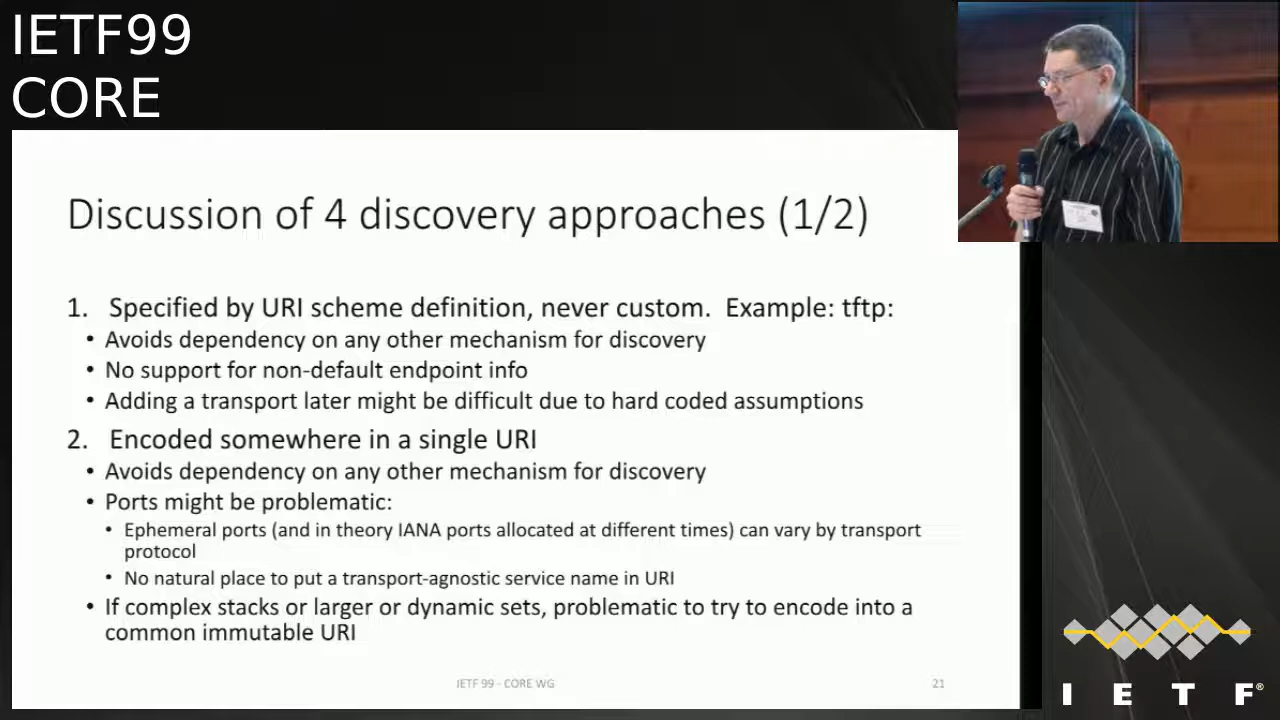 IETF99
CORE
Discussion of 4 discovery approaches (1/2)
1. Specified by URI scheme definition, never custom. Example: tftp:
• Avoids dependency on any other mechanism for discovery
• No support for non-default endpoint info
• Adding a transport later might be difficult due to hard coded assumptions
2. Encoded somewhere in a single URI
• Avoids dependency on any other mechanism for discovery
• Ports might be problematic:
• Ephemeral ports (and in theory IANA ports allocated at different times) can vary by transport
protocol
• No natural place to put a transport-agnostic service name in URI
• If complex stacks or larger or dynamic sets, problematic to try to encode into a
common immutable URI
IETF 99 - CORE WG
21
I E T F®